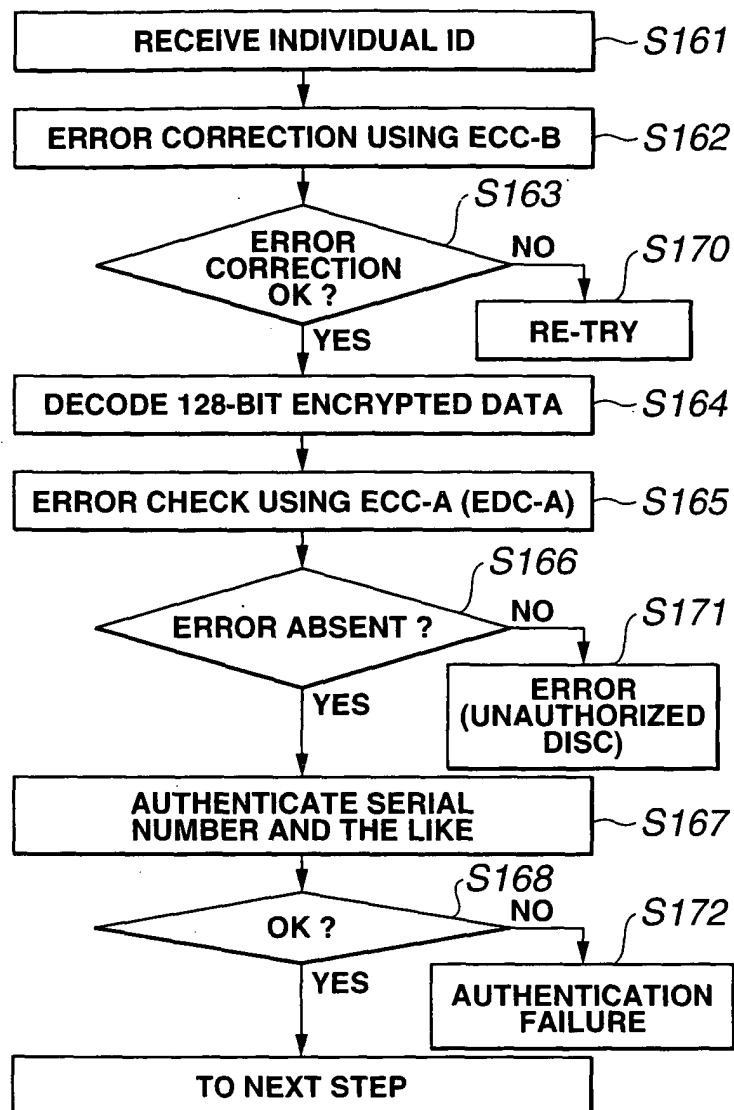 RECEIVE INDIVIDUAL ID
S161
ERROR CORRECTION USING ECC-B
S162
S163
ERROR
CORRECTION
OK ?
NO
S170
RE-TRY
YES
DECODE 128-BIT ENCRYPTED DATA
S164
ERROR CHECK USING ECC-A (EDC-A)
S165
S166
ERROR ABSENT ?
NO
S171
ERROR
(UNAUTHORIZED
DISC)
YES
AUTHENTICATE SERIAL
NUMBER AND THE LIKE
S167
S168
OK ?
NO
S172
AUTHENTICATION
FAILURE
YES
TO NEXT STEP